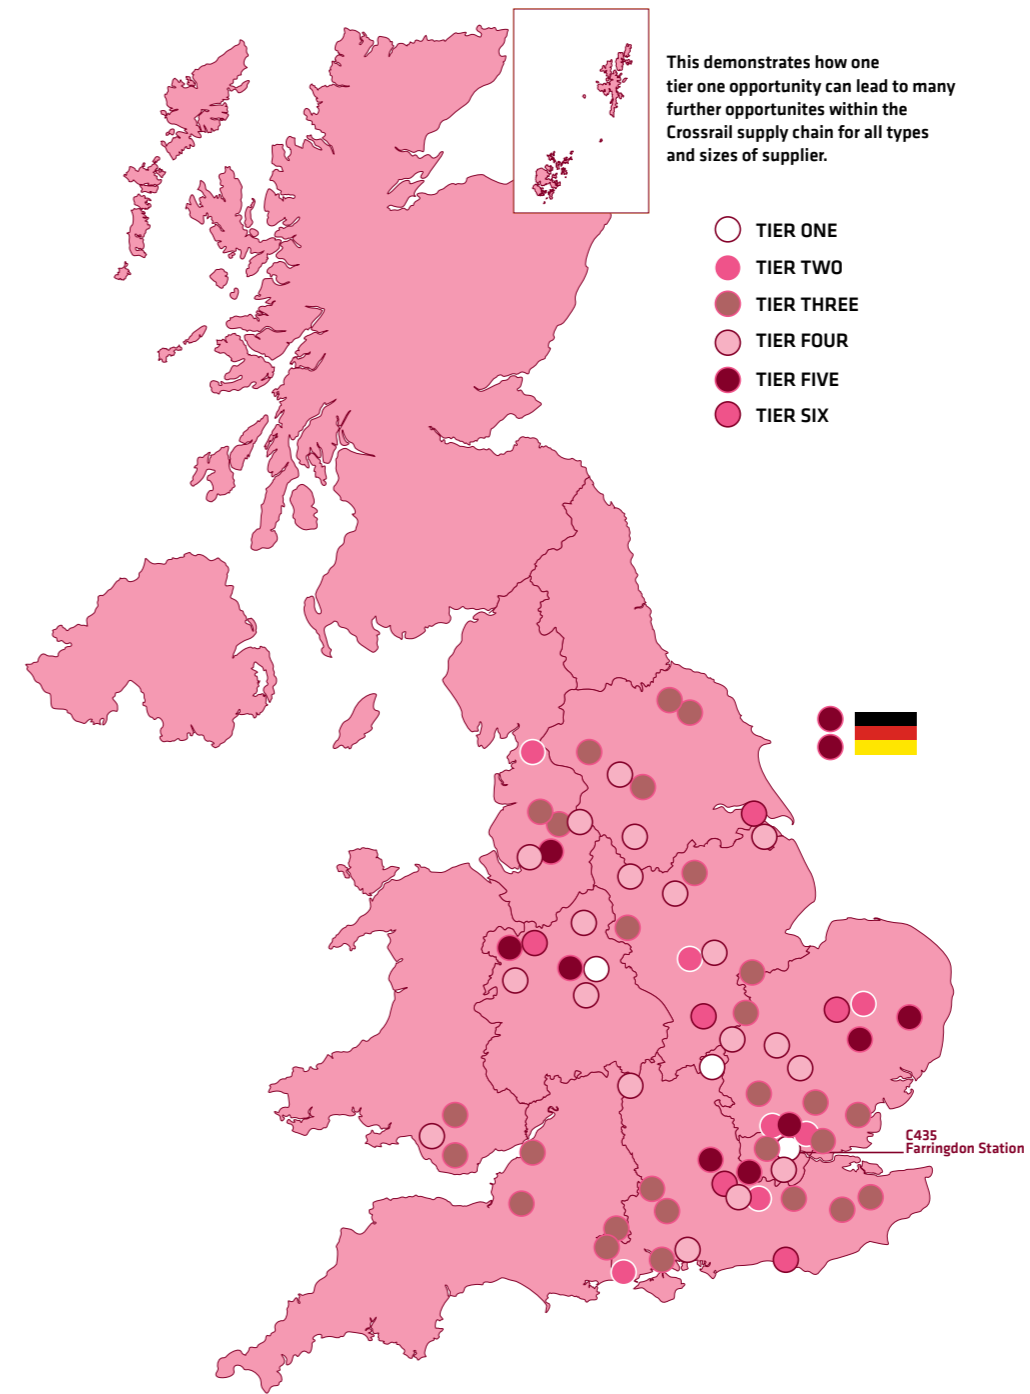 This demonstrates how one
tier one opportunity can lead to many
further opportunites within the
Crossrail supply chain for all types
and sizes of supplier.
TIER ONE
TIER TWO
TIER THREE
TIER FOUR
TIER FIVE
TIER SIX
C435
Farringdon Station